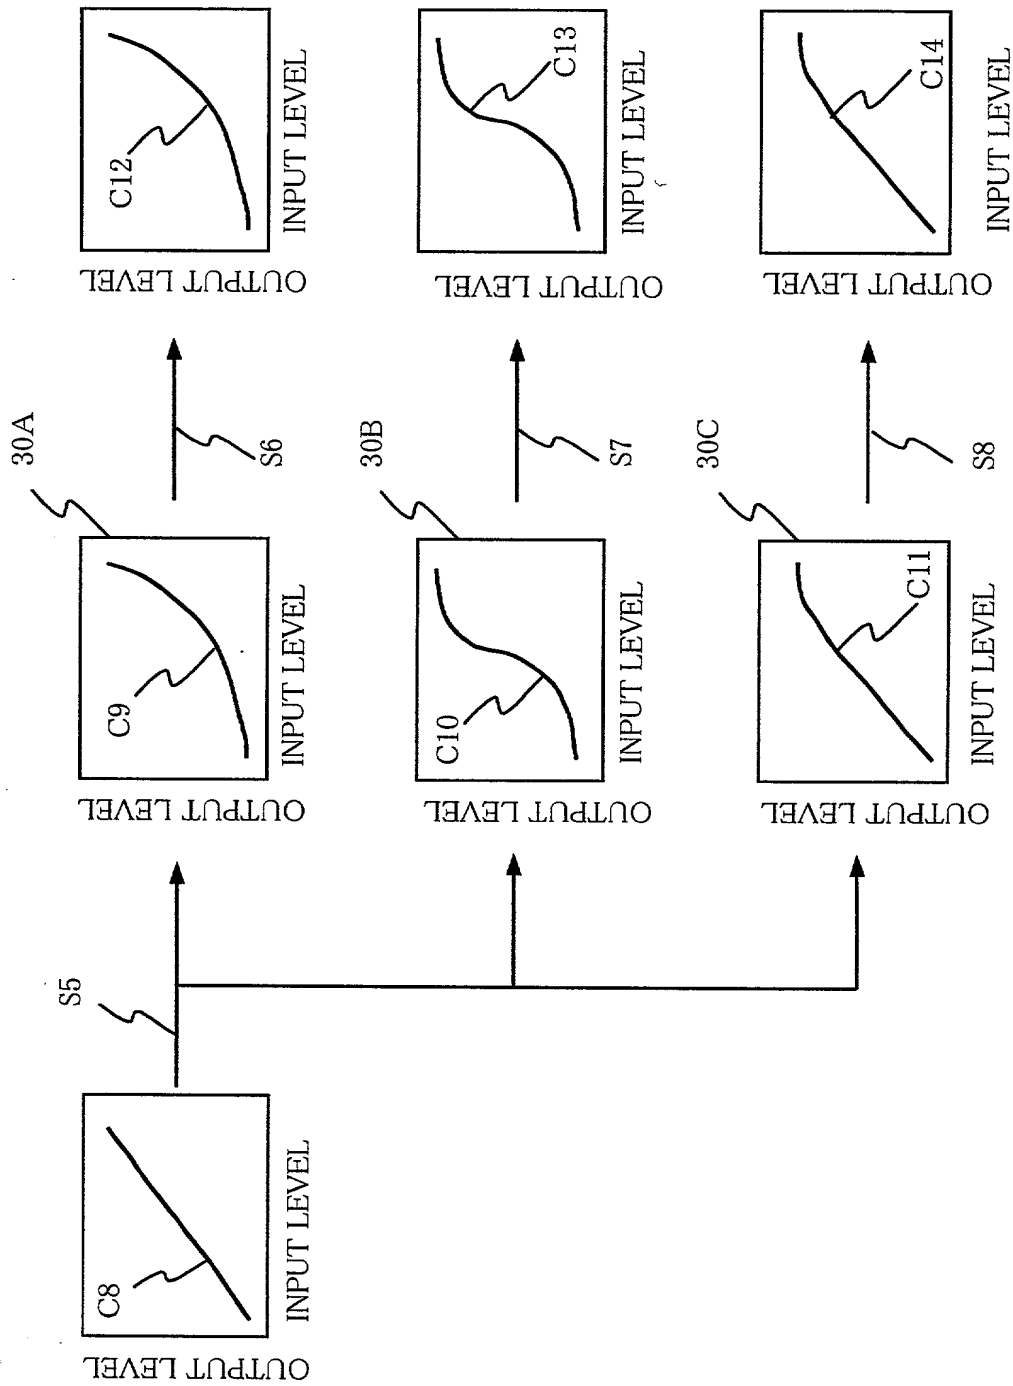 C12
INPUT LEVEL
OUTPUT LEVEL
C13
INPUT LEVEL
OUTPUT LEVEL
C14
INPUT LEVEL
OUTPUT LEVEL
S6
S7
S8
30A
C9
INPUT LEVEL
OUTPUT LEVEL
30B
C10
INPUT LEVEL
OUTPUT LEVEL
30C
C11
INPUT LEVEL
OUTPUT LEVEL
S5
C8
INPUT LEVEL
OUTPUT LEVEL